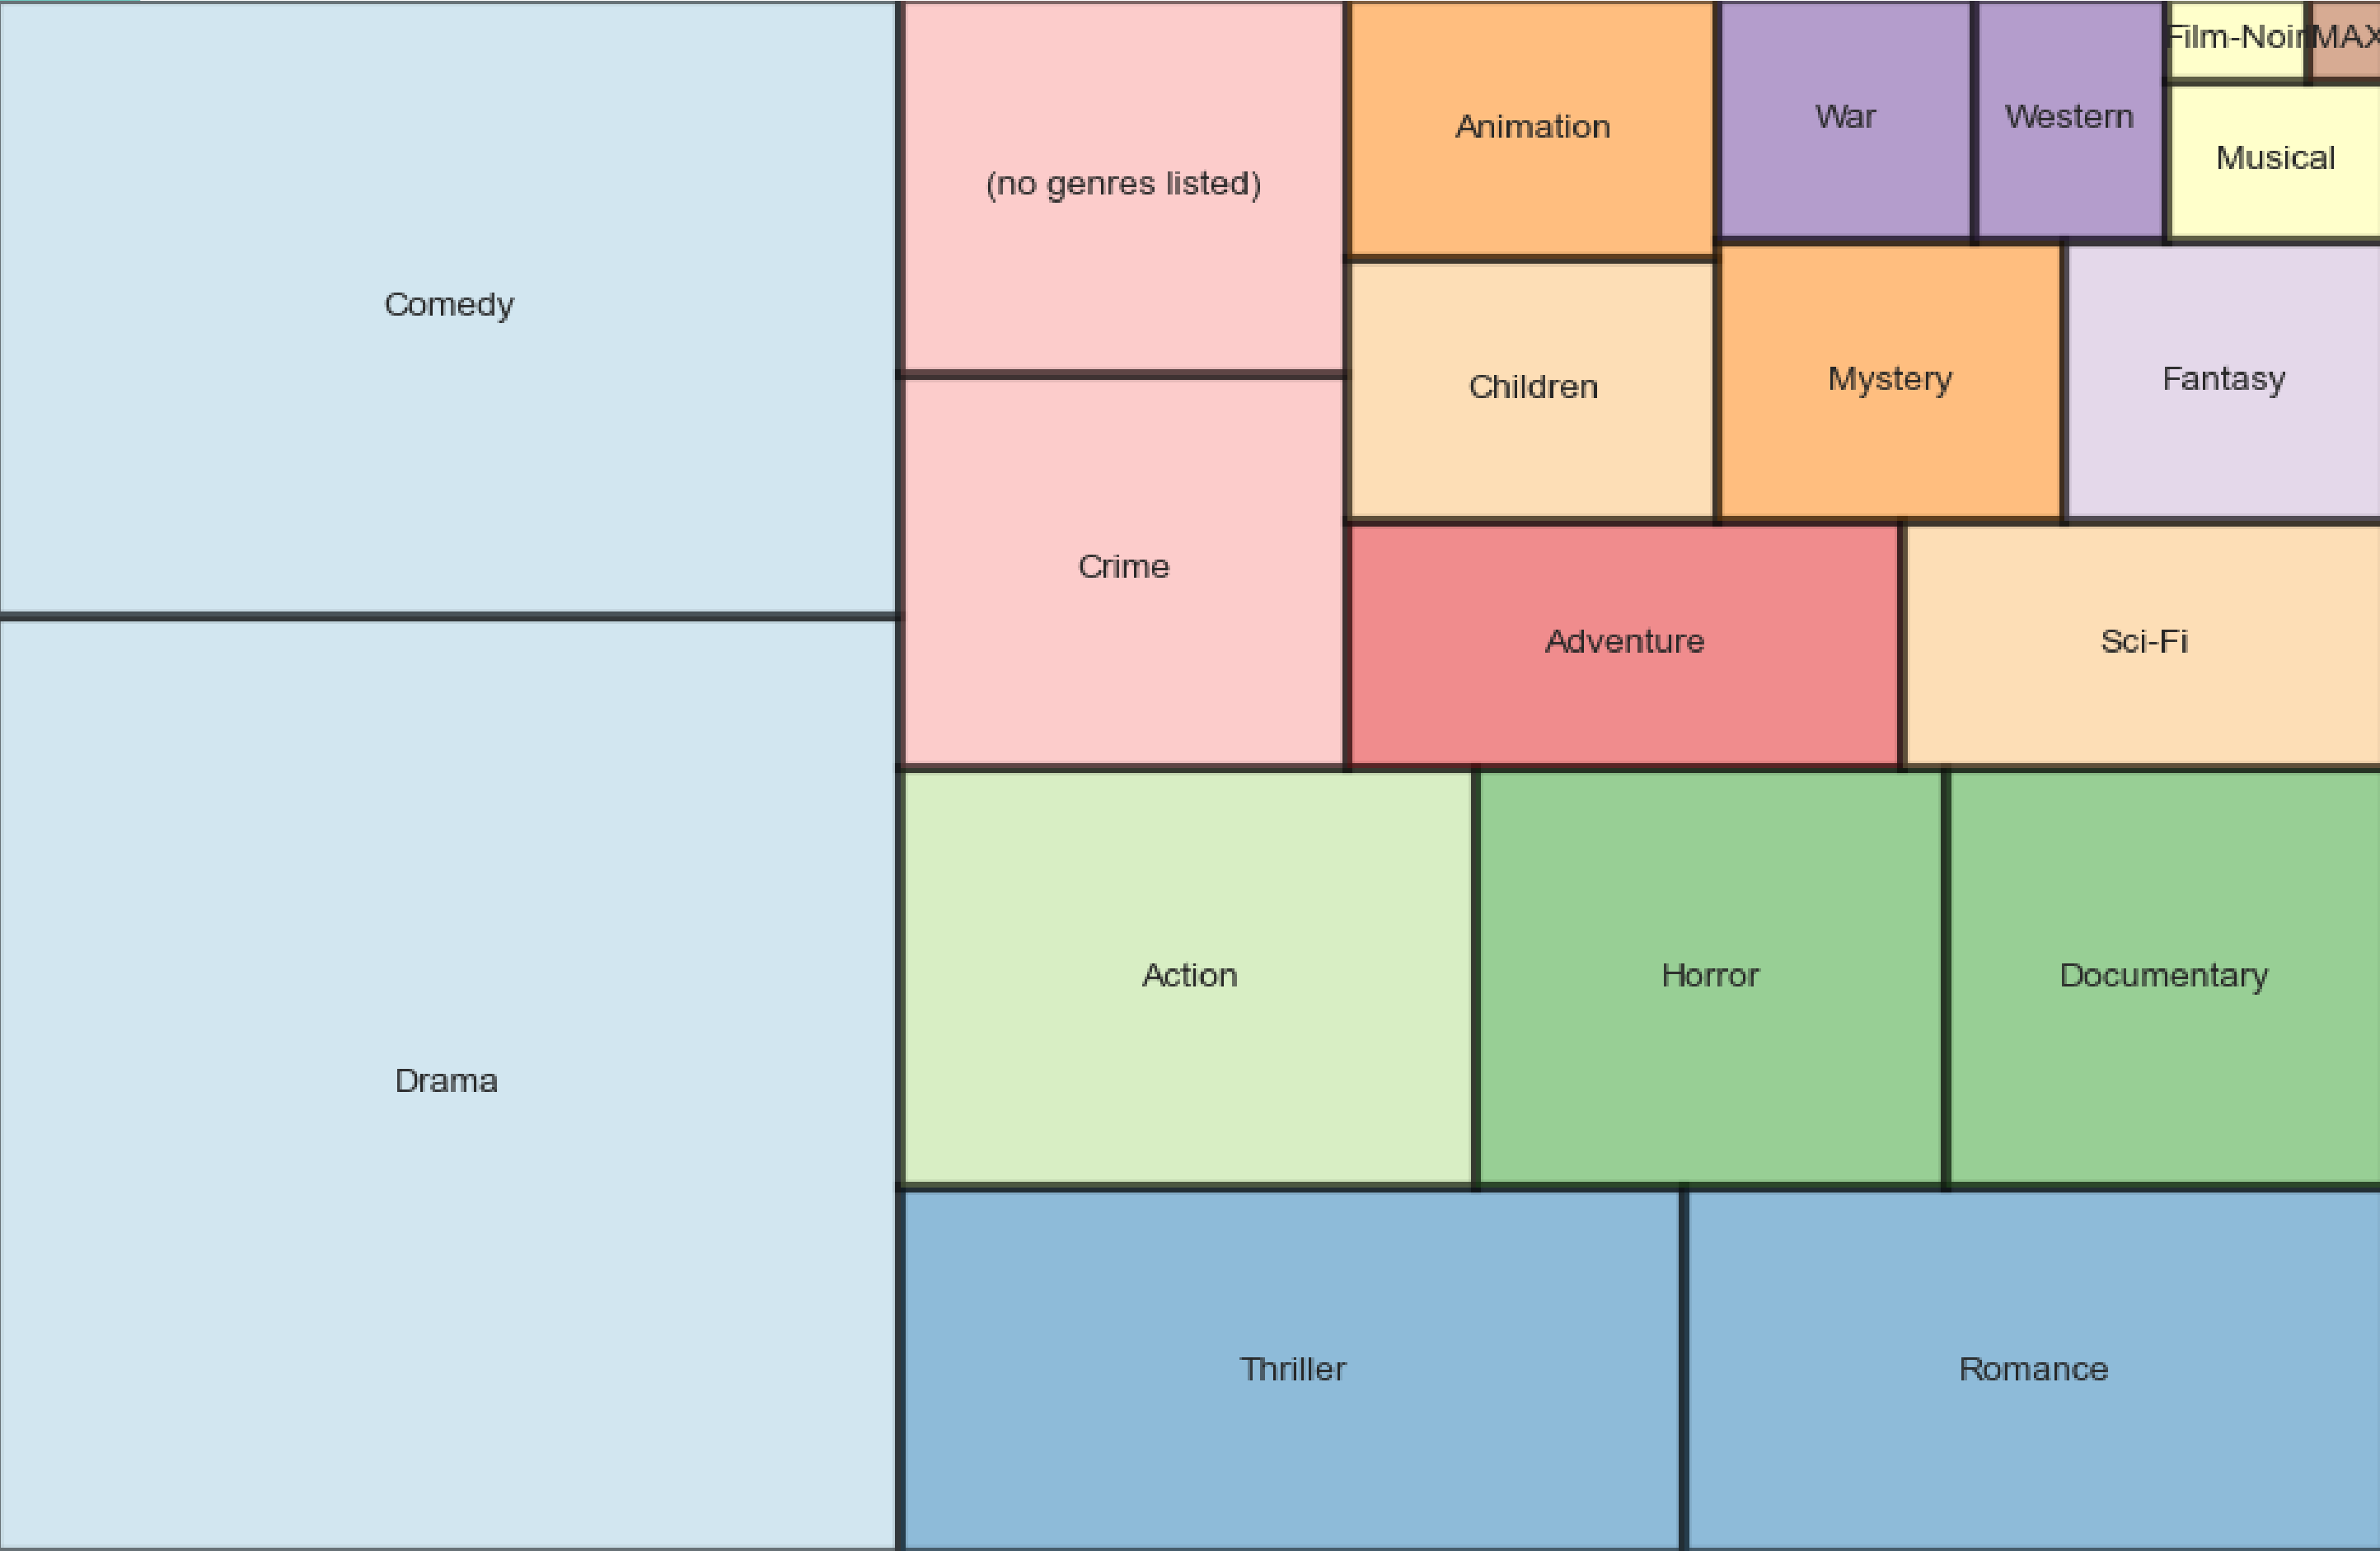 Comedy
(no genres listed)
Animation
War
Western
Film-Noir
MAX
Musical
Children
Mystery
Fantasy
Crime
Adventure
Sci-Fi
Drama
Action
Horror
Documentary
Thriller
Romance